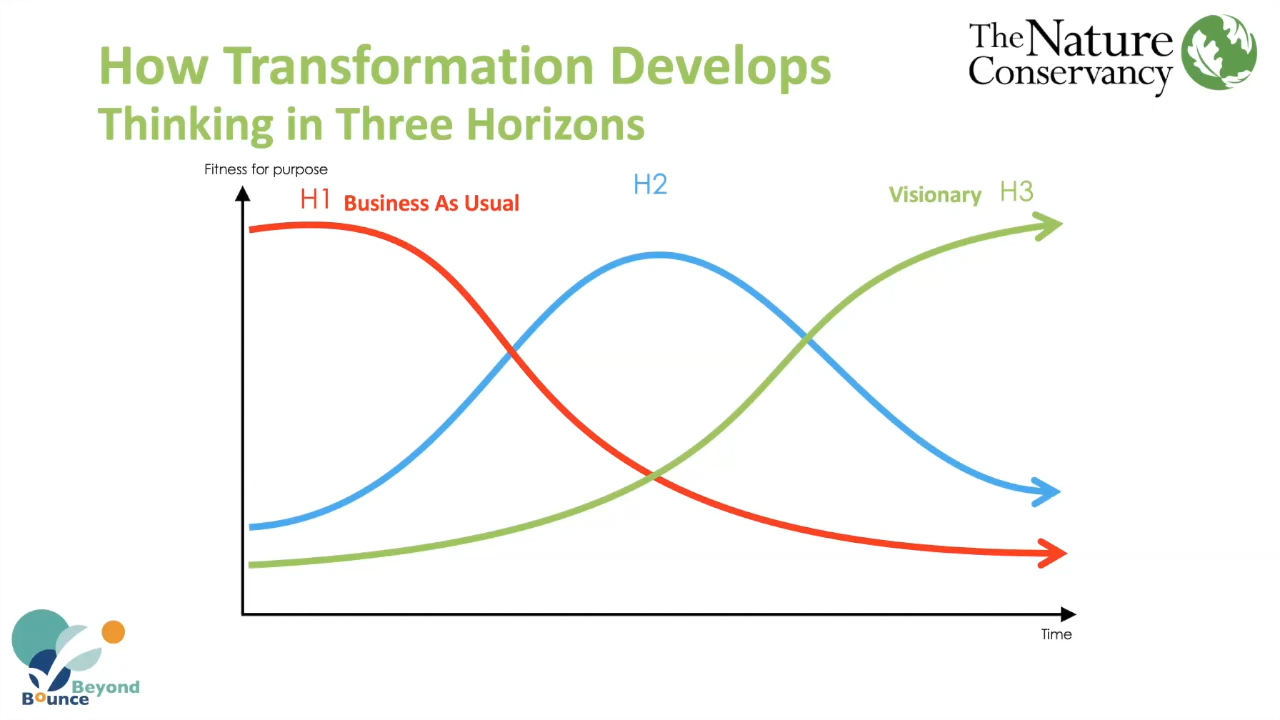 How Transformation Develops
Thinking in Three Horizons
The Nature
Conservancy
Fitness for purpose
H1 Business As Usual
H2
Visionary H3
Time
Beyond
Bounce